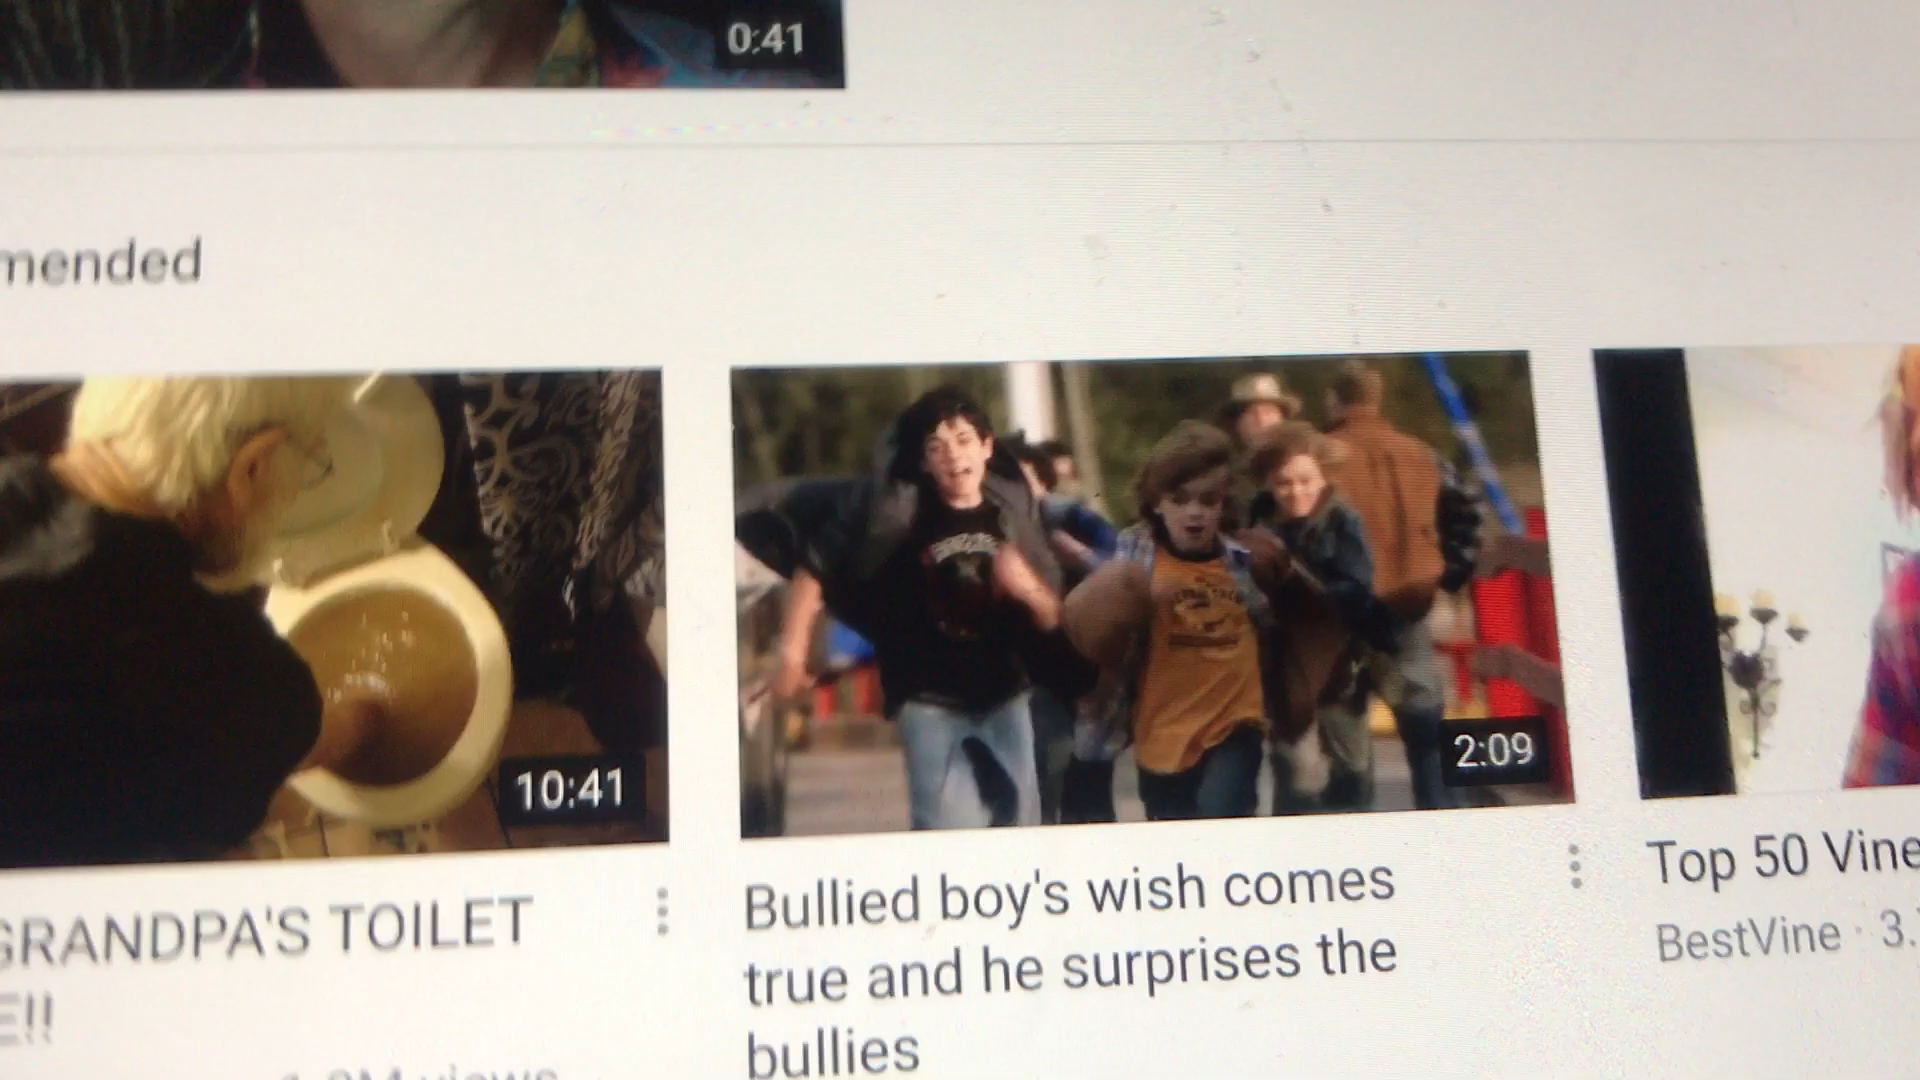 0:41
mended
10:41
2:09
GRANDPA'S TOILET
E!!
views
Bullied boy's wish comes
true and he surprises the
bullies
Top 50 Vine
BestVine · 3.